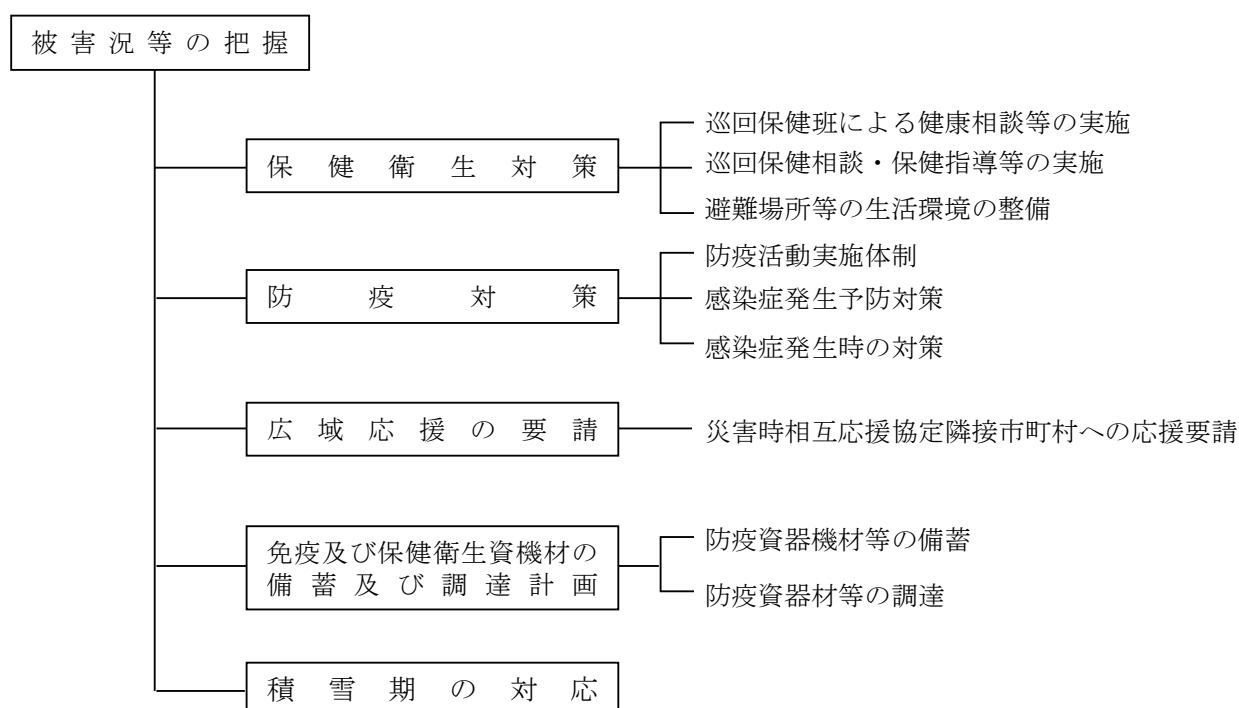 被害況等の把握
保健衛生対策
巡回保健班による健康相談等の実施
巡回保健相談・保健指導等の実施
避難場所等の生活環境の整備
防疫対策
防疫活動実施体制
感染症発生予防対策
感染症発生時の対策
広域応援の要請
災害時相互応援協定隣接市町村への応援要請
免疫及び保健衛生資機材の
備蓄及び調達計画
防疫資器機材等の備蓄
防疫資器材等の調達
積雪期の対応